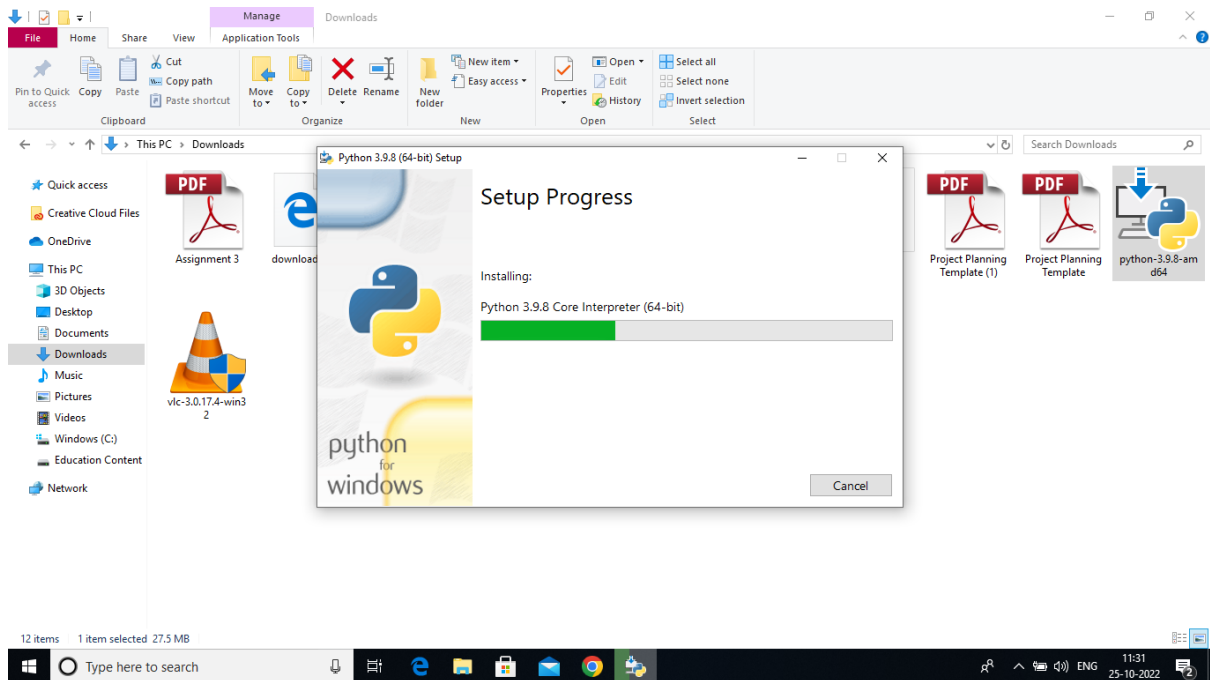 Manage
Downloads
File
Home
Share
View
Application Tools
Pin to Quick access
Copy
Paste
Cut
Copy path
Paste shortcut
Move to
Copy to
Delete
Rename
New folder
New item
Easy access
Properties
Open
Edit
History
Select all
Select none
Invert selection
Clipboard
Organize
New
Open
Select
This PC
Downloads
Search Downloads
Quick access
Creative Cloud Files
OneDrive
This PC
3D Objects
Desktop
Documents
Downloads
Music
Pictures
Videos
Windows (C:)
Education Content
Network
PDF
Assignment 3
download
vlc-3.0.17.4-win3
2
Python 3.9.8 (64-bit) Setup
Setup Progress
Installing:
Python 3.9.8 Core Interpreter (64-bit)
python
for
windows
Cancel
PDF
Project Planning
Template (1)
PDF
Project Planning
Template
python-3.9.8-am
d64
12 items
1 item selected 27.5 MB
Type here to search
ENG
11:31
25-10-2022
2